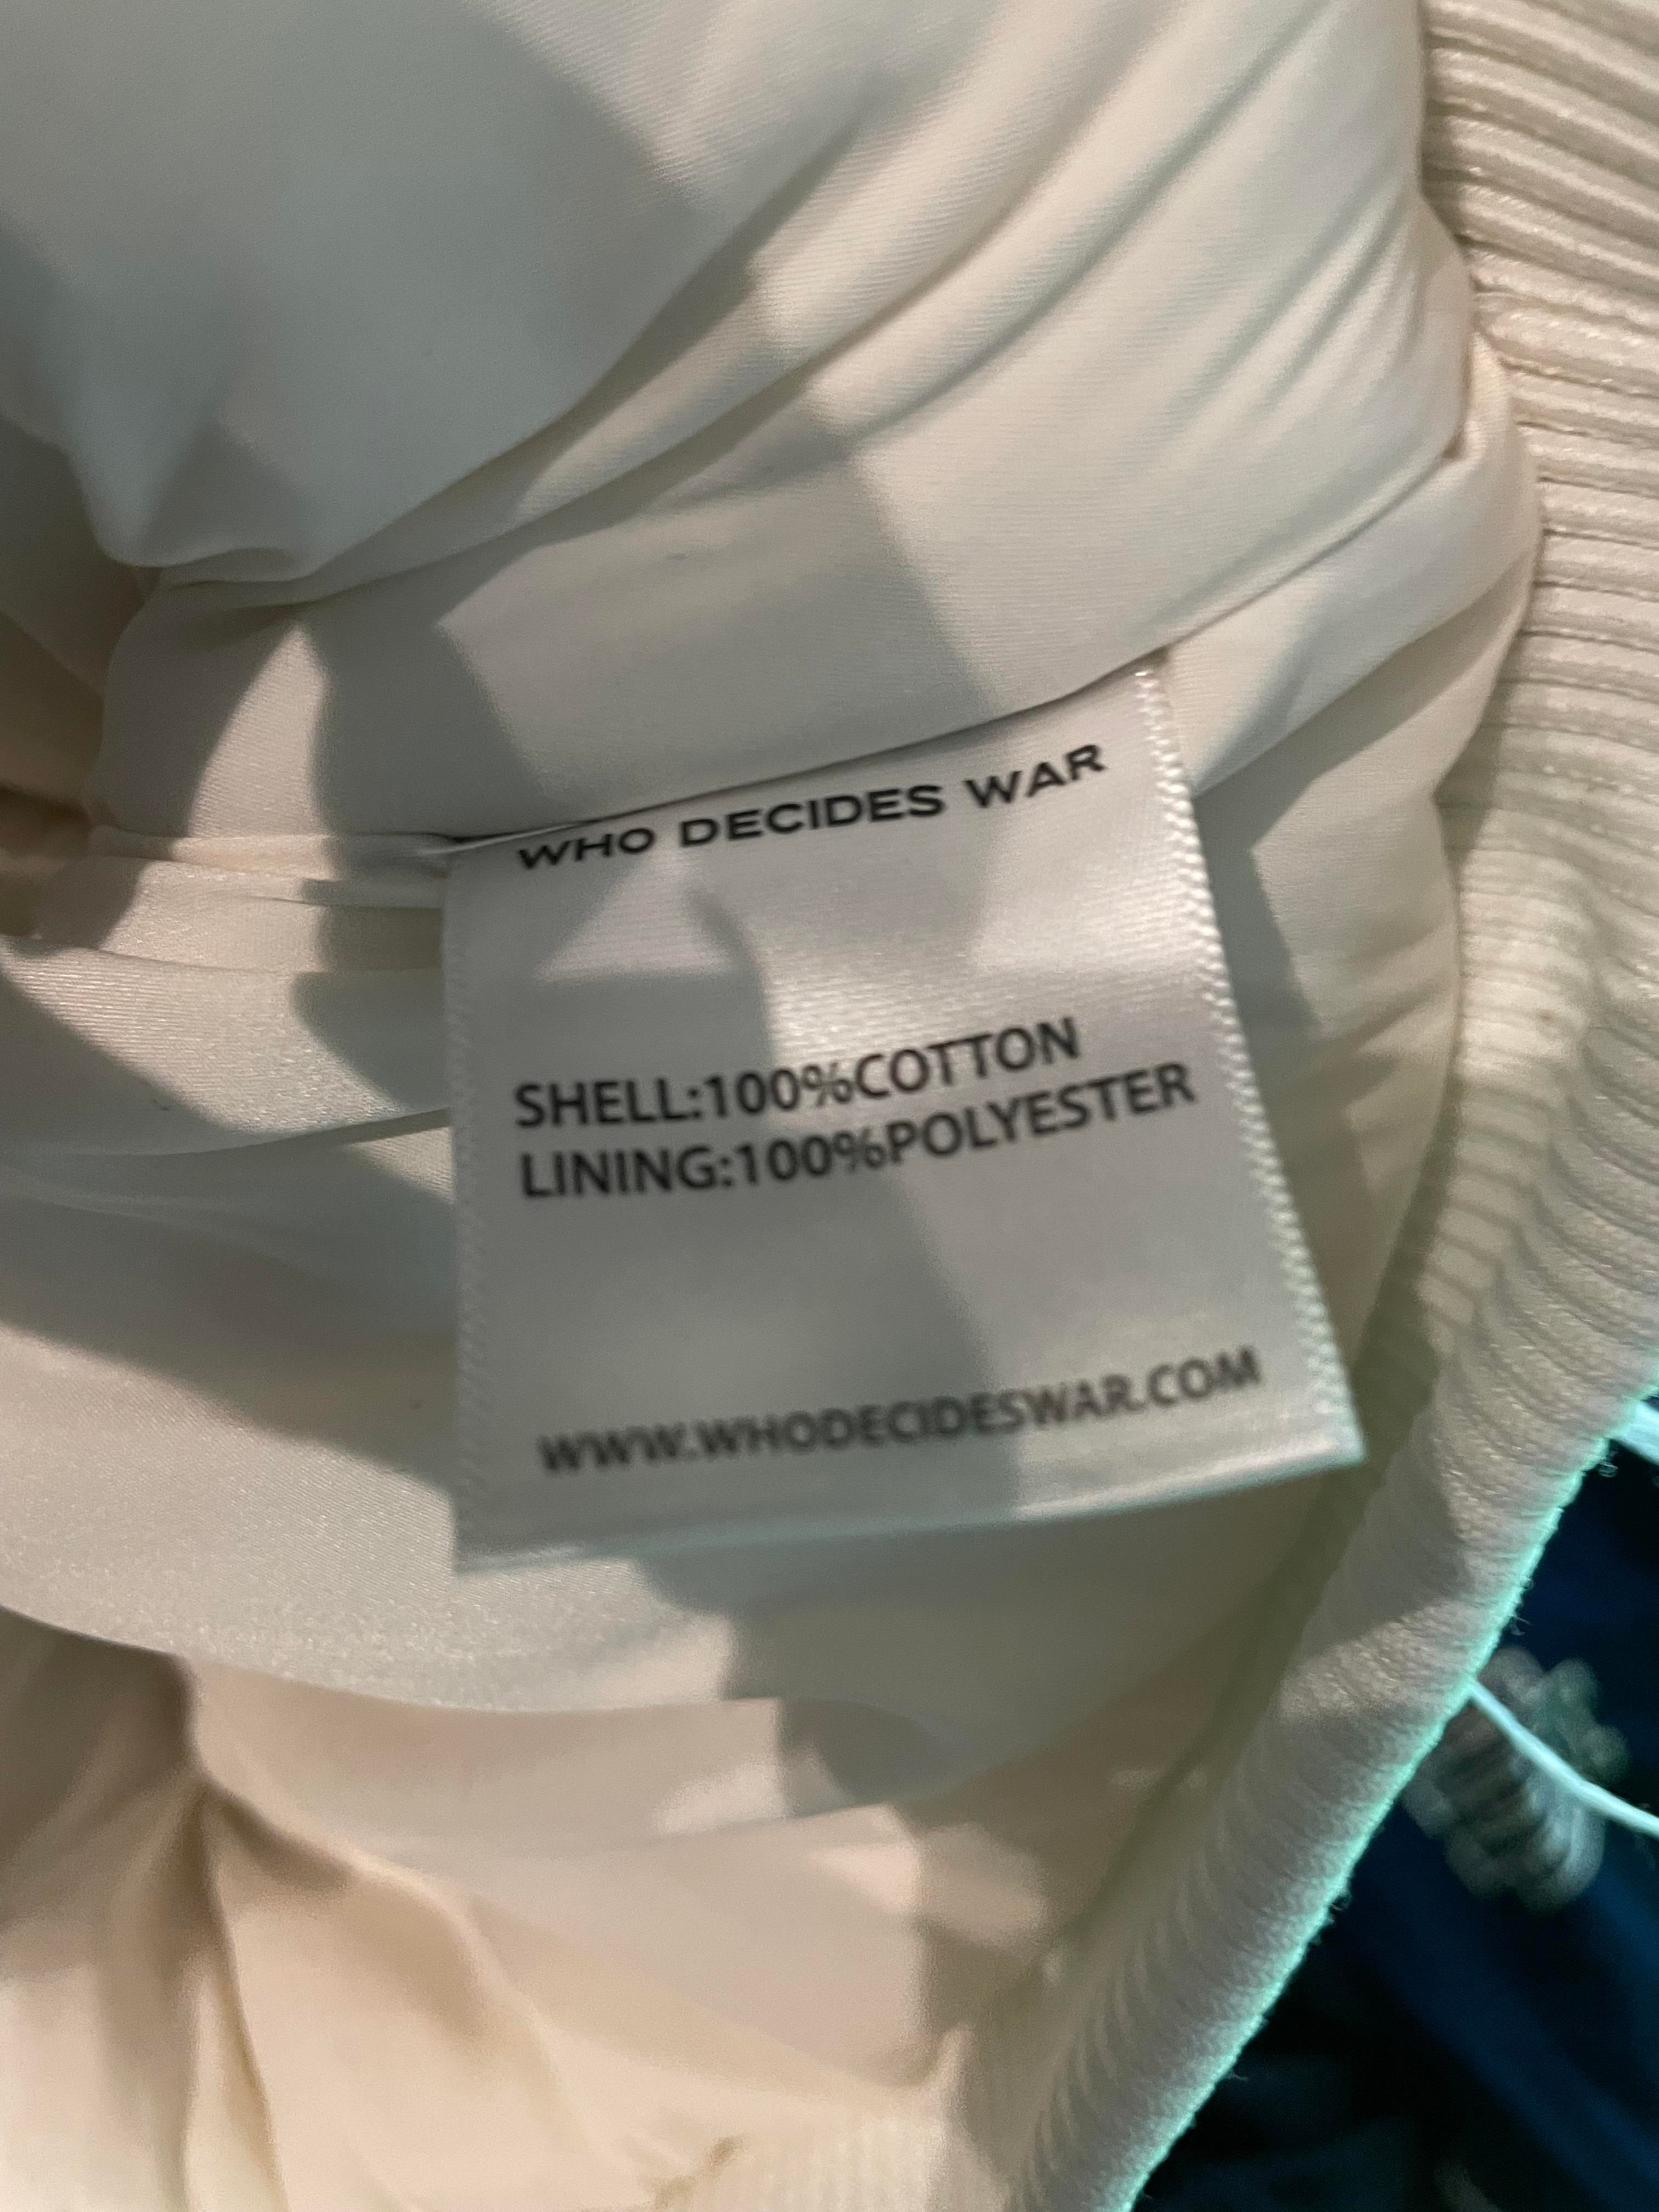 WHO DECIDES WAR
SHELL:100%COTTON
LINING:100%POLYESTER
WWW.WHODECIDESWAR.COM